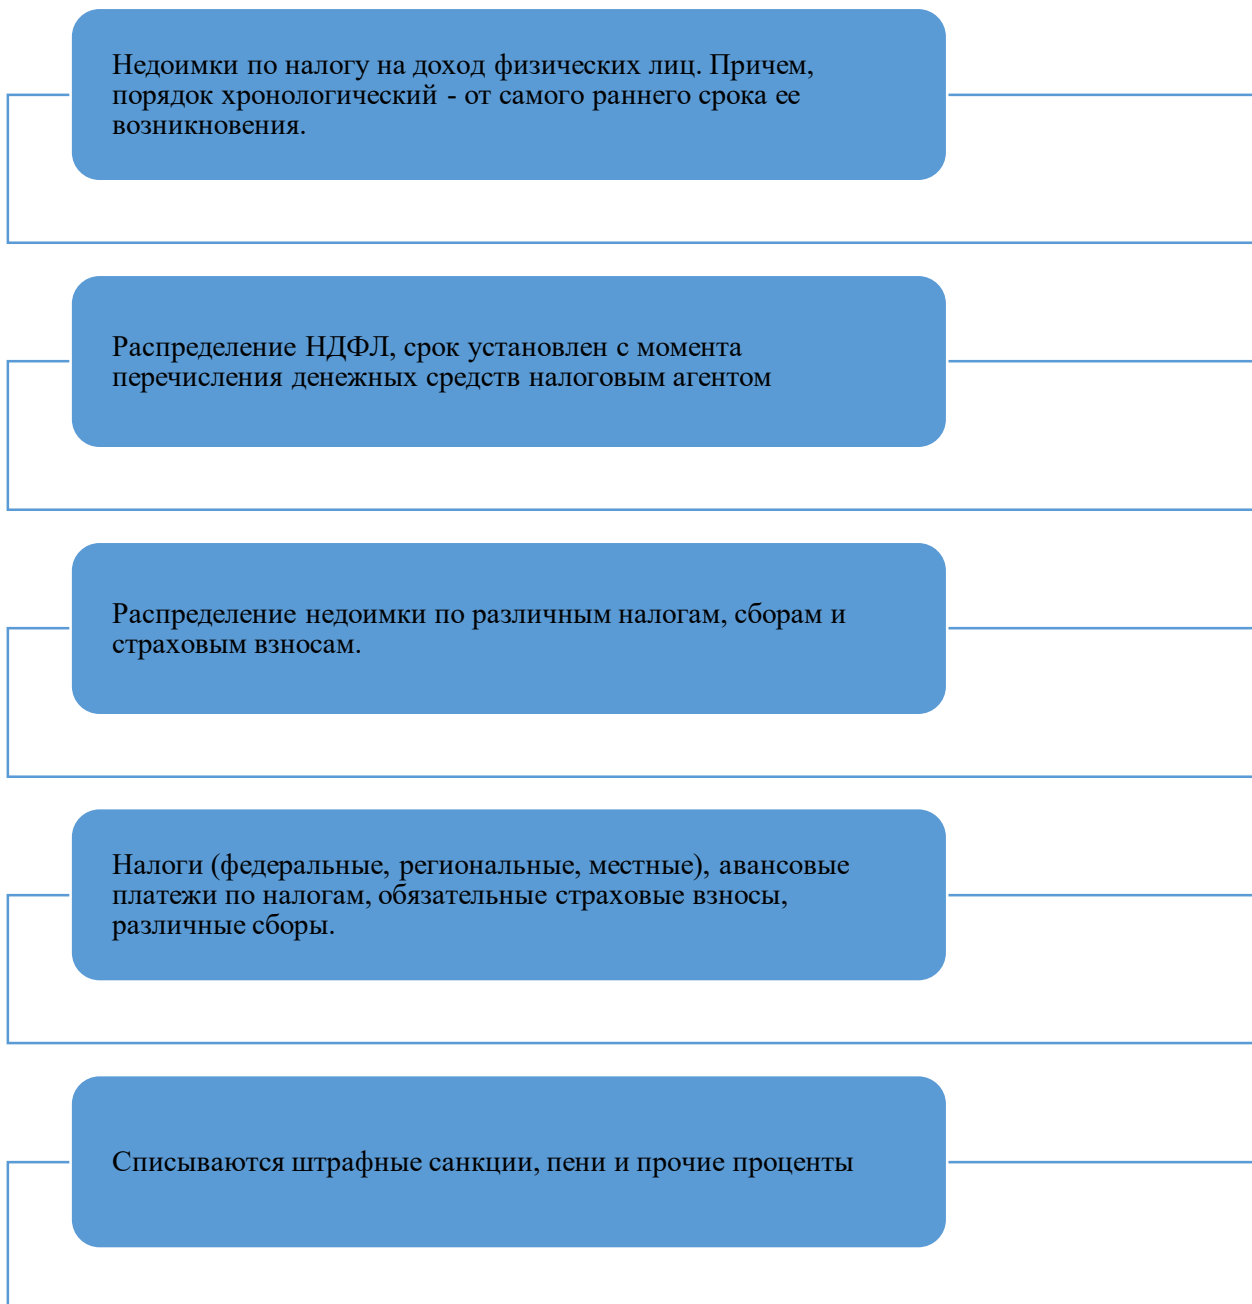 Недоимки по налогу на доход физических лиц. Причем,
порядок хронологический - от самого раннего срока ее
возникновения.
Распределение НДФЛ, срок установлен с момента
перечисления денежных средств налоговым агентом
Распределение недоимки по различным налогам, сборам и
страховым взносам.
Налоги (федеральные, региональные, местные), авансовые
платежи по налогам, обязательные страховые взносы,
различные сборы.
Списываются штрафные санкции, пени и прочие проценты